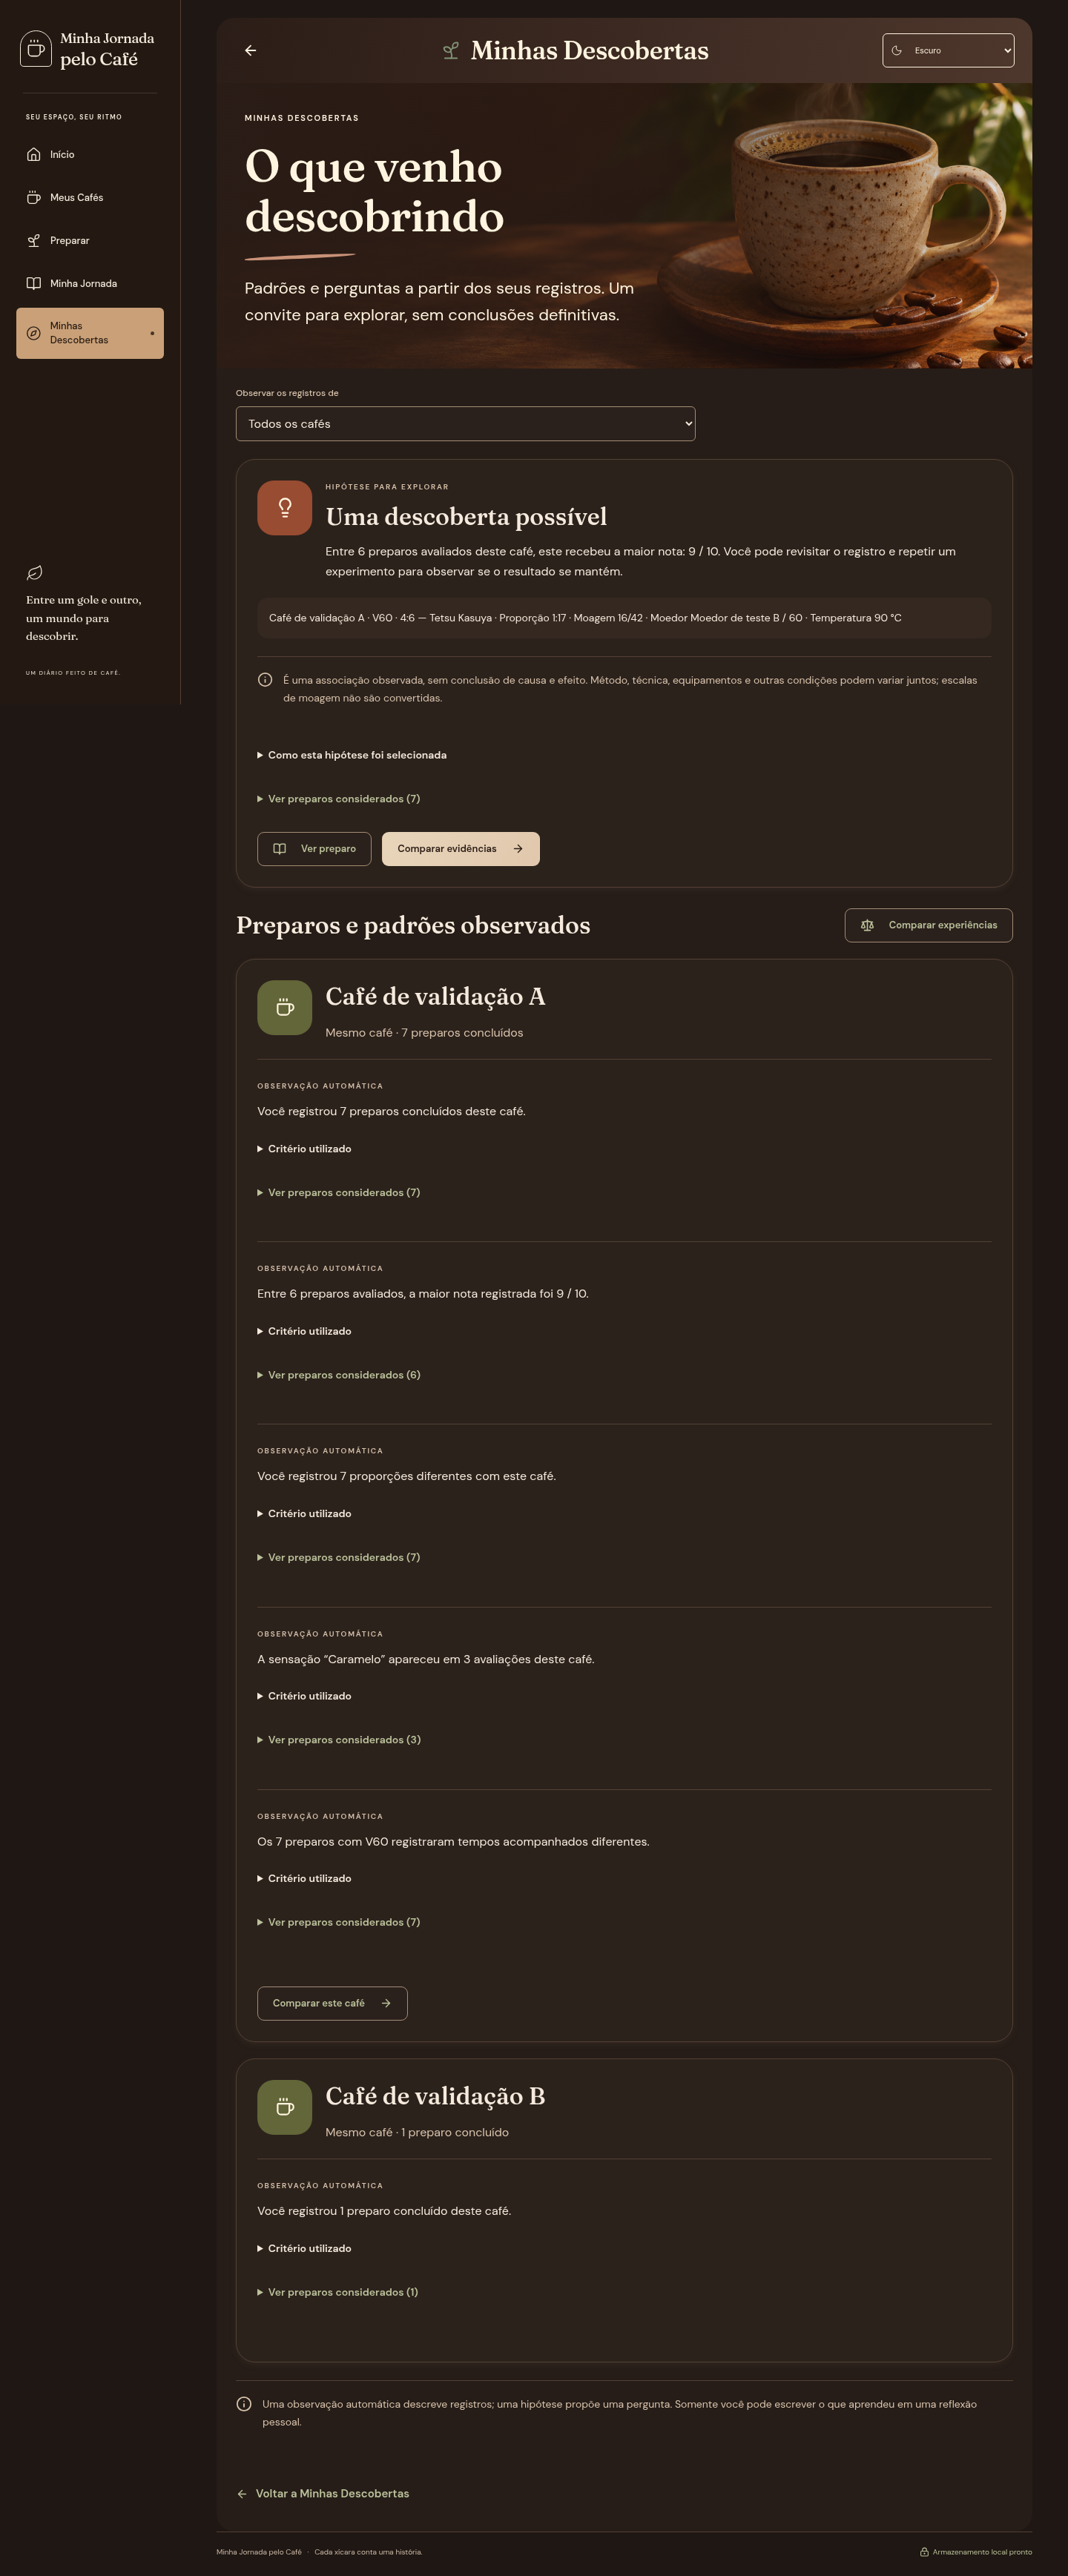 Minha Jornada
pelo Café
SEU ESPAÇO, SEU RITMO
Início
Meus Cafés
Preparar
Minha Jornada
Minhas
Descobertas
Entre um gole e outro,
um mundo para
descobrir.
UM DIÁRIO FEITO DE CAFÉ.
Minhas Descobertas
Escuro
MINHAS DESCOBERTAS
O que venho
descobrindo
Padrões e perguntas a partir dos seus registros. Um
convite para explorar, sem conclusões definitivas.
Observar os registros de
Todos os cafés
HIPÓTESE PARA EXPLORAR
Uma descoberta possível
Entre 6 preparos avaliados deste café, este recebeu a maior nota: 9 / 10. Você pode revisitar o registro e repetir um
experimento para observar se o resultado se mantém.
Café de validação A · V60 · 4:6 — Tetsu Kasuya · Proporção 1:17 · Moagem 16/42 · Moedor Moedor de teste B / 60 · Temperatura 90 °C
É uma associação observada, sem conclusão de causa e efeito. Método, técnica, equipamentos e outras condições podem variar juntos; escalas
de moagem não são convertidas.
Como esta hipótese foi selecionada
Ver preparos considerados (7)
Ver preparo
Comparar evidências
Preparos e padrões observados
Comparar experiências
Café de validação A
Mesmo café · 7 preparos concluídos
OBSERVAÇÃO AUTOMÁTICA
Você registrou 7 preparos concluídos deste café.
Critério utilizado
Ver preparos considerados (7)
OBSERVAÇÃO AUTOMÁTICA
Entre 6 preparos avaliados, a maior nota registrada foi 9 / 10.
Critério utilizado
Ver preparos considerados (6)
OBSERVAÇÃO AUTOMÁTICA
Você registrou 7 proporções diferentes com este café.
Critério utilizado
Ver preparos considerados (7)
OBSERVAÇÃO AUTOMÁTICA
A sensação “Caramelo” apareceu em 3 avaliações deste café.
Critério utilizado
Ver preparos considerados (3)
OBSERVAÇÃO AUTOMÁTICA
Os 7 preparos com V60 registraram tempos acompanhados diferentes.
Critério utilizado
Ver preparos considerados (7)
Comparar este café
Café de validação B
Mesmo café · 1 preparo concluído
OBSERVAÇÃO AUTOMÁTICA
Você registrou 1 preparo concluído deste café.
Critério utilizado
Ver preparos considerados (1)
Uma observação automática descreve registros; uma hipótese propõe uma pergunta. Somente você pode escrever o que aprendeu em uma reflexão
pessoal.
Voltar a Minhas Descobertas
Minha Jornada pelo Café · Cada xícara conta uma história.
Armazenamento local pronto